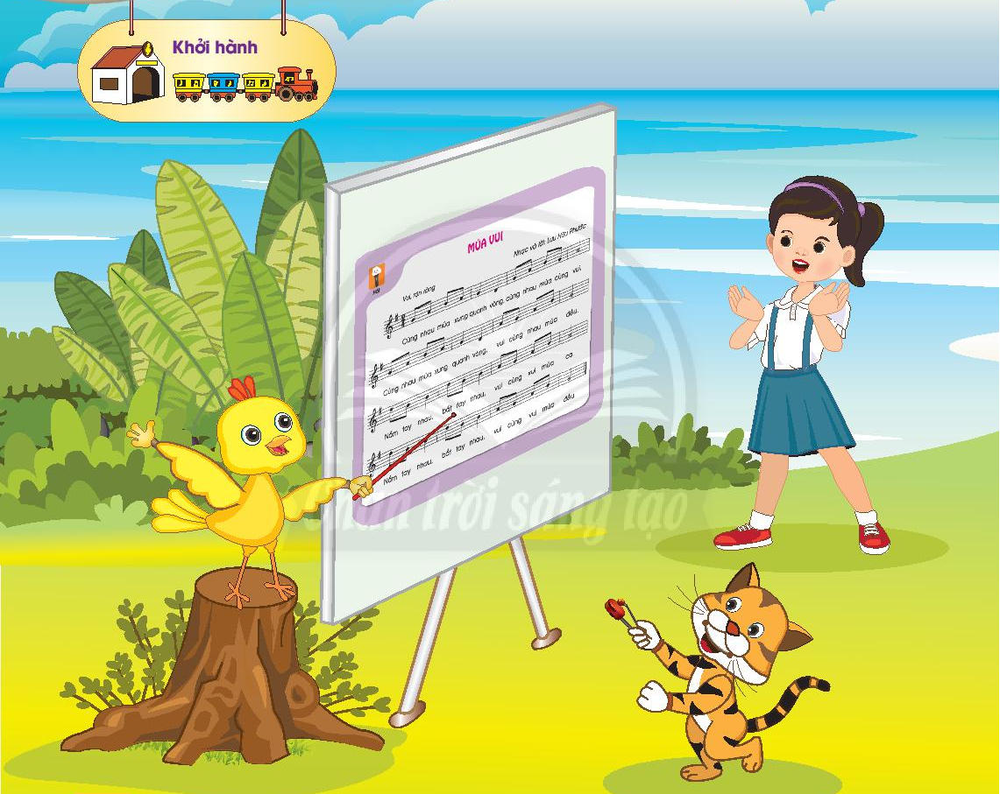 Khởi hành
MÚA VUI
Nhạc và lời: Lưu Hữu Phước
Hát
Vui, rộn ràng
Cùng nhau múa xung quanh vòng, cùng nhau múa cùng vui.
Cùng nhau múa xung quanh vòng, vui cùng nhau múa đều.
Nắm tay nhau, bắt tay nhau, vui cùng vui múa ca
Nắm tay nhau, bắt tay nhau, vui cùng vui múa đều
Chân trời sáng tạo